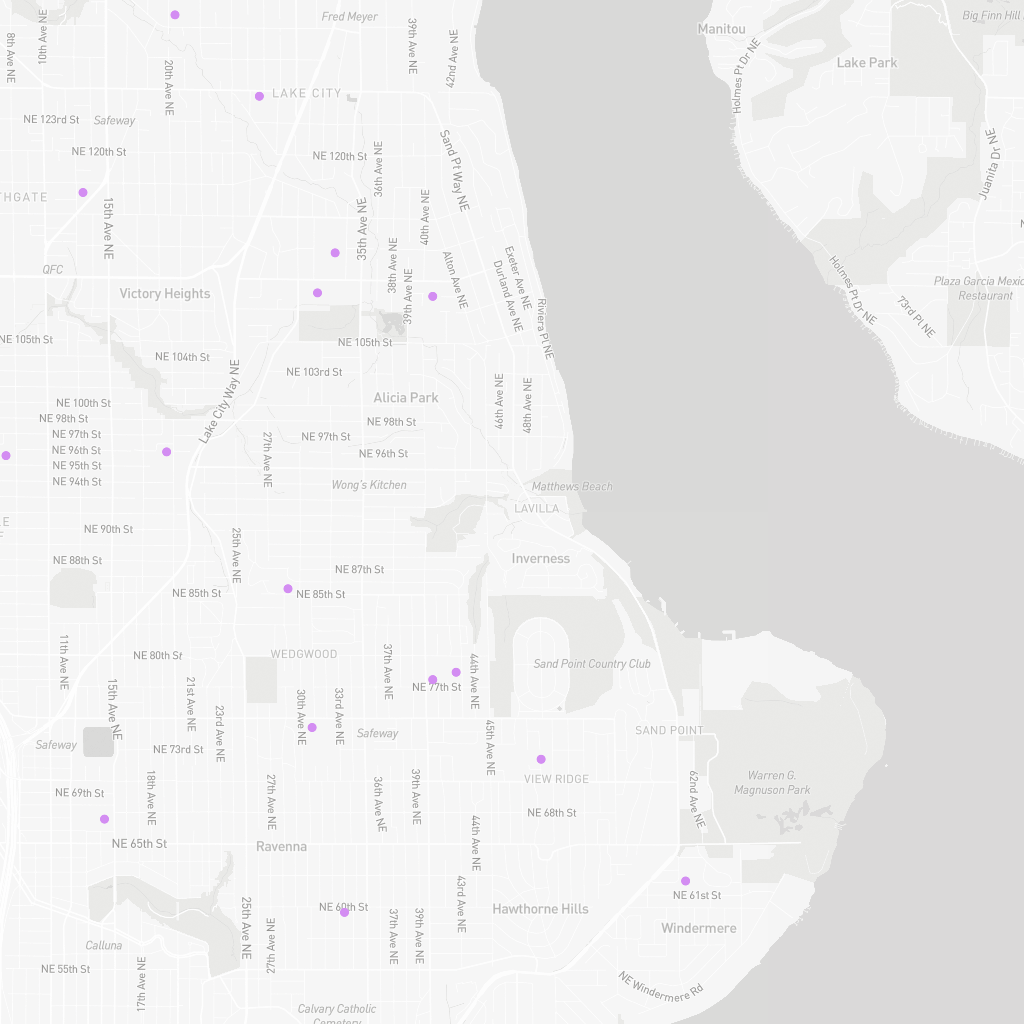 Fred Meyer
Manitou
Big Finn Hill
8th Ave NE
10th Ave NE
20th Ave NE
39th Ave NE
42nd Ave NE
Holmes Pt Dr NE
Lake Park
LAKE CITY
NE 123rd St
Safeway
NE 120th St
NE 120th St
36th Ave NE
Sand Pt Way NE
Juanita Dr NE
THGATE
15th Ave NE
35th Ave NE
40th Ave NE
38th Ave NE
39th Ave NE
Alton Ave NE
Exeter Ave NE
Durland Ave NE
Riviera Pl NE
Holmes Pt Dr NE
QFC
Victory Heights
Plaza Garcia Mexic
Restaurant
73rd Pl NE
NE 105th St
NE 105th St
NE 104th St
NE 103rd St
Lake City Way NE
Alicia Park
46th Ave NE
48th Ave NE
NE 100th St
NE 98th St
NE 97th St
NE 96th St
NE 95th St
NE 94th St
NE 98th St
NE 97th St
NE 96th St
27th Ave NE
Wong's Kitchen
Matthews Beach
LAVILLA
NE 90th St
25th Ave NE
NE 88th St
Inverness
NE 87th St
NE 85th St
NE 85th St
11th Ave NE
NE 80th St
WEDGWOOD
37th Ave NE
44th Ave NE
Sand Point Country Club
NE 77th St
15th Ave NE
21st Ave NE
23rd Ave NE
30th Ave NE
33rd Ave NE
Safeway
NE 73rd St
Safeway
45th Ave NE
SAND POINT
VIEW RIDGE
Warren G.
Magnuson Park
62nd Ave NE
NE 69th St
18th Ave NE
27th Ave NE
36th Ave NE
39th Ave NE
44th Ave NE
NE 68th St
NE 65th St
Ravenna
43rd Ave NE
NE 61st St
NE 60th St
Hawthorne Hills
Windermere
25th Ave NE
27th Ave NE
37th Ave NE
39th Ave NE
Calluna
NE 55th St
17th Ave NE
NE Windermere Rd
Calvary Catholic
Cemetery